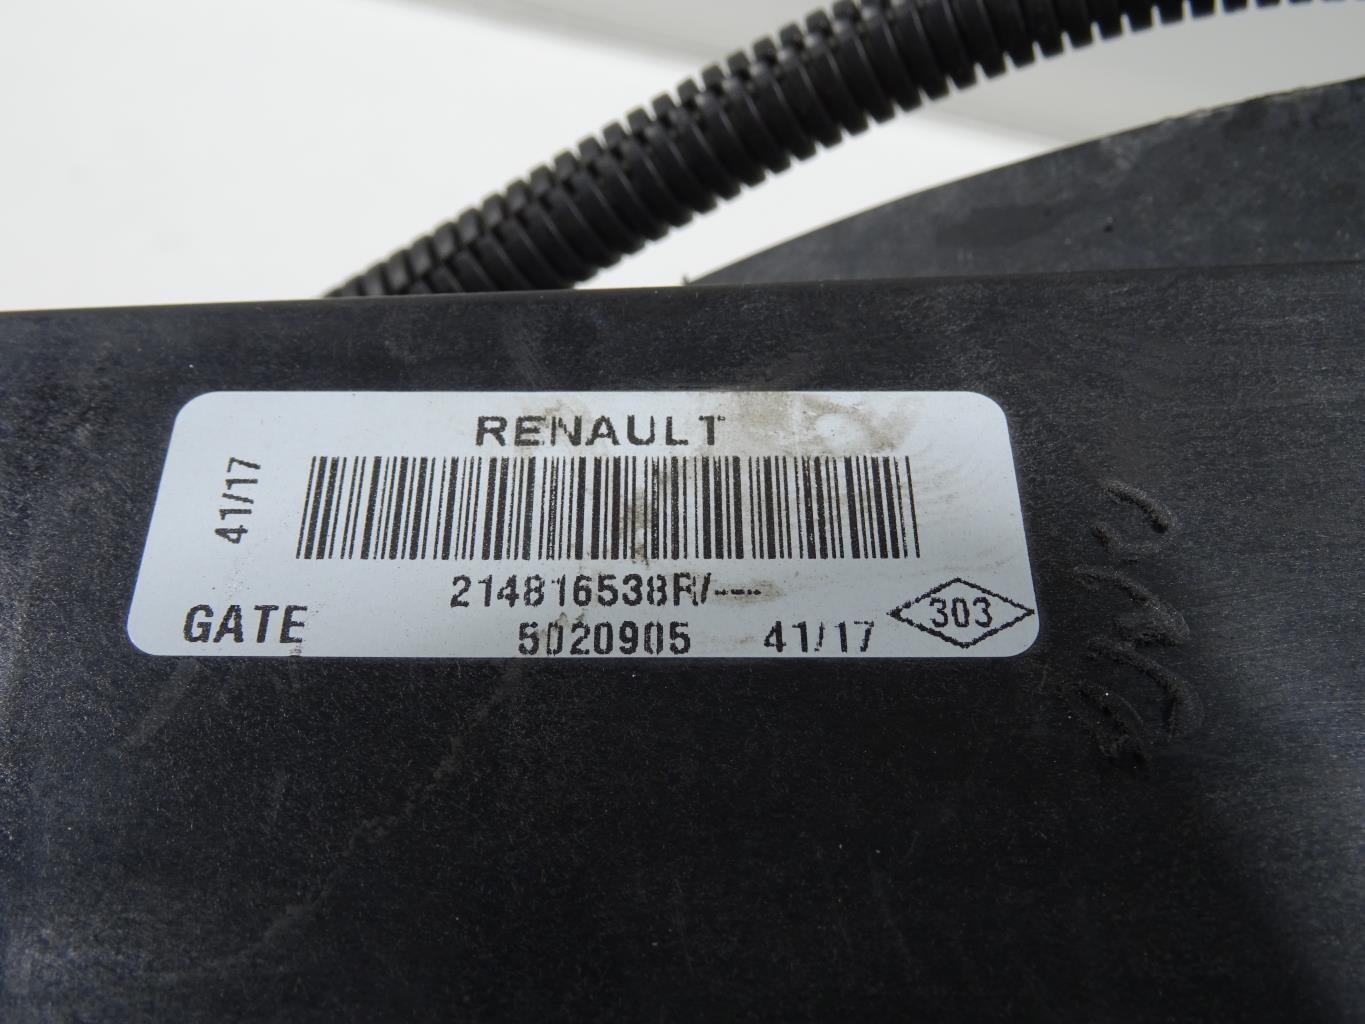 RENAULT
41/17
214816538R/---
GATE 5020905 41/17 303